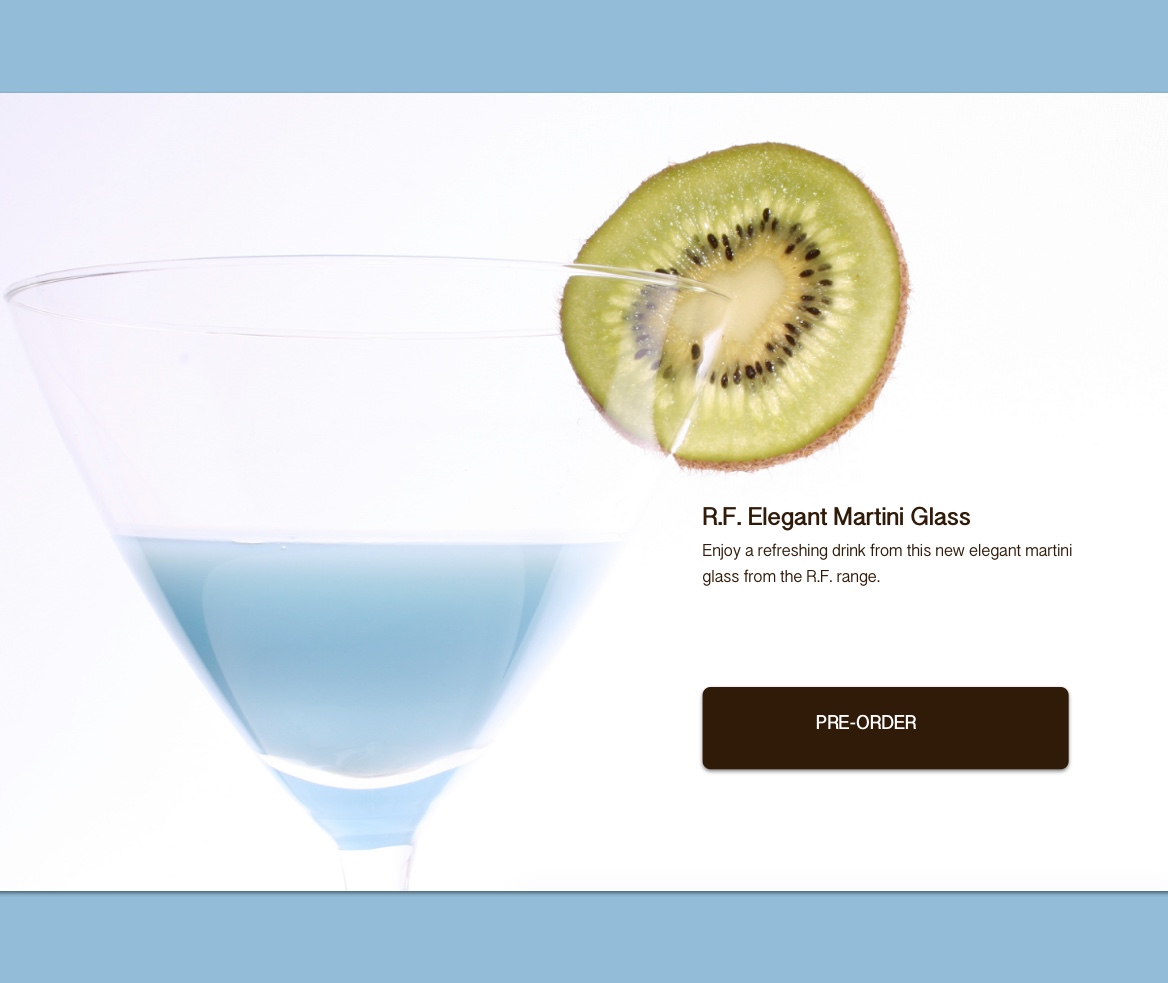 R.F. Elegant Martini Glass
Enjoy a refreshing drink from this new elegant martini
glass from the R.F. range.
PRE-ORDER